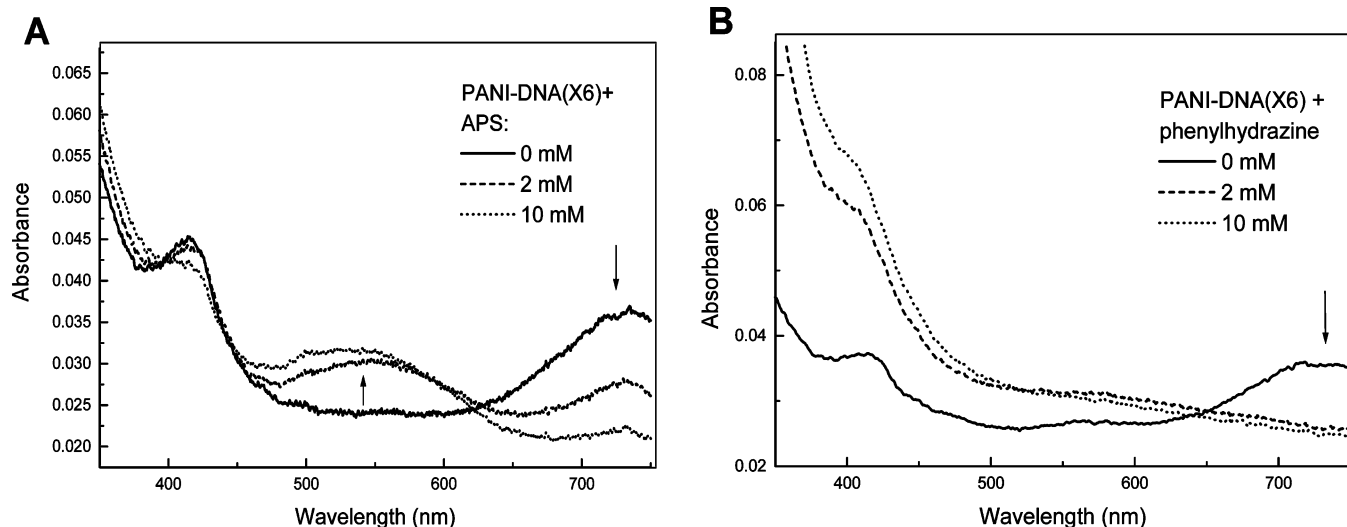 A
PANI-DNA(X6)+
APS:
0 mM
2 mM
10 mM
0.065
0.060
0.055
0.050
0.045
0.040
0.035
0.030
0.025
0.020
Absorbance
400
500
600
700
Wavelength (nm)
B
PANI-DNA(X6) +
phenylhydrazine
0 mM
2 mM
10 mM
0.08
0.06
0.04
0.02
Absorbance
400
500
600
700
Wavelength (nm)